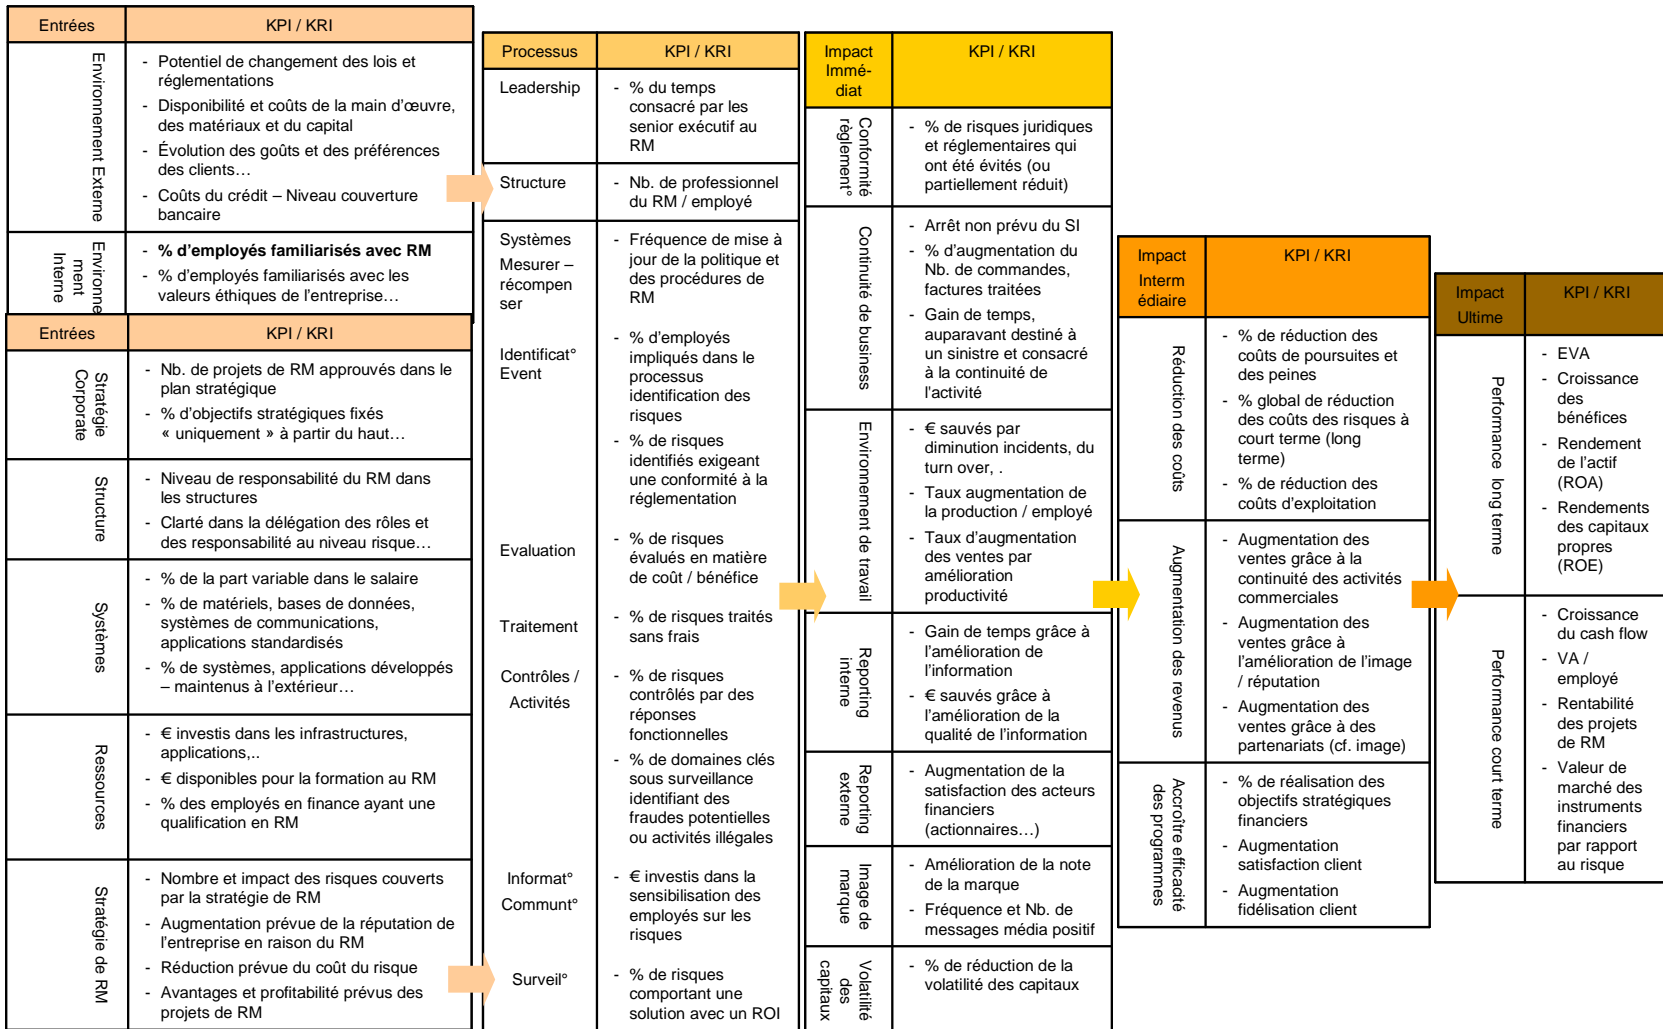 Entrées
KPI / KRI
Environnement Externe
- Potentiel de changement des lois et
réglementations
- Disponibilité et coûts de la main d'œuvre,
des matériaux et du capital
- Évolution des goûts et des préférences
des clients…
- Coûts du crédit – Niveau couverture
bancaire
Environne
ment
Interne
- % d'employés familiarisés avec RM
- % d'employés familiarisés avec les
valeurs éthiques de l'entreprise…
Entrées
KPI / KRI
Stratégie
Corporate
- Nb. de projets de RM approuvés dans le
plan stratégique
- % d'objectifs stratégiques fixés
« uniquement » à partir du haut…
Structure
- Niveau de responsabilité du RM dans
les structures
- Clarté dans la délégation des rôles et
des responsabilité au niveau risque…
Systèmes
- % de la part variable dans le salaire
- % de matériels, bases de données,
systèmes de communications,
applications standardisés
- % de systèmes, applications développés
– maintenus à l'extérieur…
Ressources
- € investis dans les infrastructures,
applications,..
- € disponibles pour la formation au RM
- % des employés en finance ayant une
qualification en RM
Stratégie de RM
- Nombre et impact des risques couverts
par la stratégie de RM
- Augmentation prévue de la réputation de
l'entreprise en raison du RM
- Réduction prévue du coût du risque
- Avantages et profitabilité prévus des
projets de RM
Processus
KPI / KRI
Leadership
- % du temps
consacré par les
senior exécutif au
RM
Structure
- Nb. de professionnel
du RM / employé
Systèmes
Mesurer –
récompen
ser
- Fréquence de mise à
jour de la politique et
des procédures de
RM
Identificat°
Event
- % d'employés
impliqués dans le
processus
identification des
risques
- % de risques
identifiés exigeant
une conformité à la
réglementation
Evaluation
- % de risques
évalués en matière
de coût / bénéfice
Traitement
- % de risques traités
sans frais
Contrôles /
Activités
- % de risques
contrôlés par des
réponses
fonctionnelles
- % de domaines clés
sous surveillance
identifiant des
fraudes potentielles
ou activités illégales
Informat°
Communt°
- € investis dans la
sensibilisation des
employés sur les
risques
Surveil°
- % de risques
comportant une
solution avec un ROI
Impact
Immé-
diat
KPI / KRI
Conformité
règlement°
- % de risques juridiques
et réglementaires qui
ont été évités (ou
partiellement réduit)
Continuité de business
- Arrêt non prévu du SI
- % d'augmentation du
Nb. de commandes,
factures traitées
- Gain de temps,
auparavant destiné à
un sinistre et consacré
à la continuité de
l'activité
Environnement de travail
- € sauvés par
diminution incidents, du
turn over, .
- Taux augmentation de
la production / employé
- Taux d'augmentation
des ventes par
amélioration
productivité
Reporting
interne
- Gain de temps grâce à
l'amélioration de
l'information
- € sauvés grâce à
l'amélioration de la
qualité de l'information
Reporting
externe
- Augmentation de la
satisfaction des acteurs
financiers
(actionnaires…)
Image de
marque
- Amélioration de la note
de la marque
- Fréquence et Nb. de
messages média positif
Volatilité
des
capitaux
- % de réduction de la
volatilité des capitaux
Impact
Interm
édiaire
KPI / KRI
Réduction des coûts
- % de réduction des
coûts de poursuites et
des peines
- % global de réduction
des coûts des risques à
court terme (long
terme)
- % de réduction des
coûts d'exploitation
Augmentation des revenus
- Augmentation des
ventes grâce à la
continuité des activités
commerciales
- Augmentation des
ventes grâce à
l'amélioration de l'image
/ réputation
- Augmentation des
ventes grâce à des
partenariats (cf. image)
Accroître efficacité
des programmes
- % de réalisation des
objectifs stratégiques
financiers
- Augmentation
satisfaction client
- Augmentation
fidélisation client
Impact
Ultime
KPI / KRI
Performance long terme
- EVA
- Croissance
des
bénéfices
- Rendement
de l'actif
(ROA)
- Rendements
des capitaux
propres
(ROE)
Performance court terme
- Croissance
du cash flow
- VA /
employé
- Rentabilité
des projets
de RM
- Valeur de
marché des
instruments
financiers
par rapport
au risque